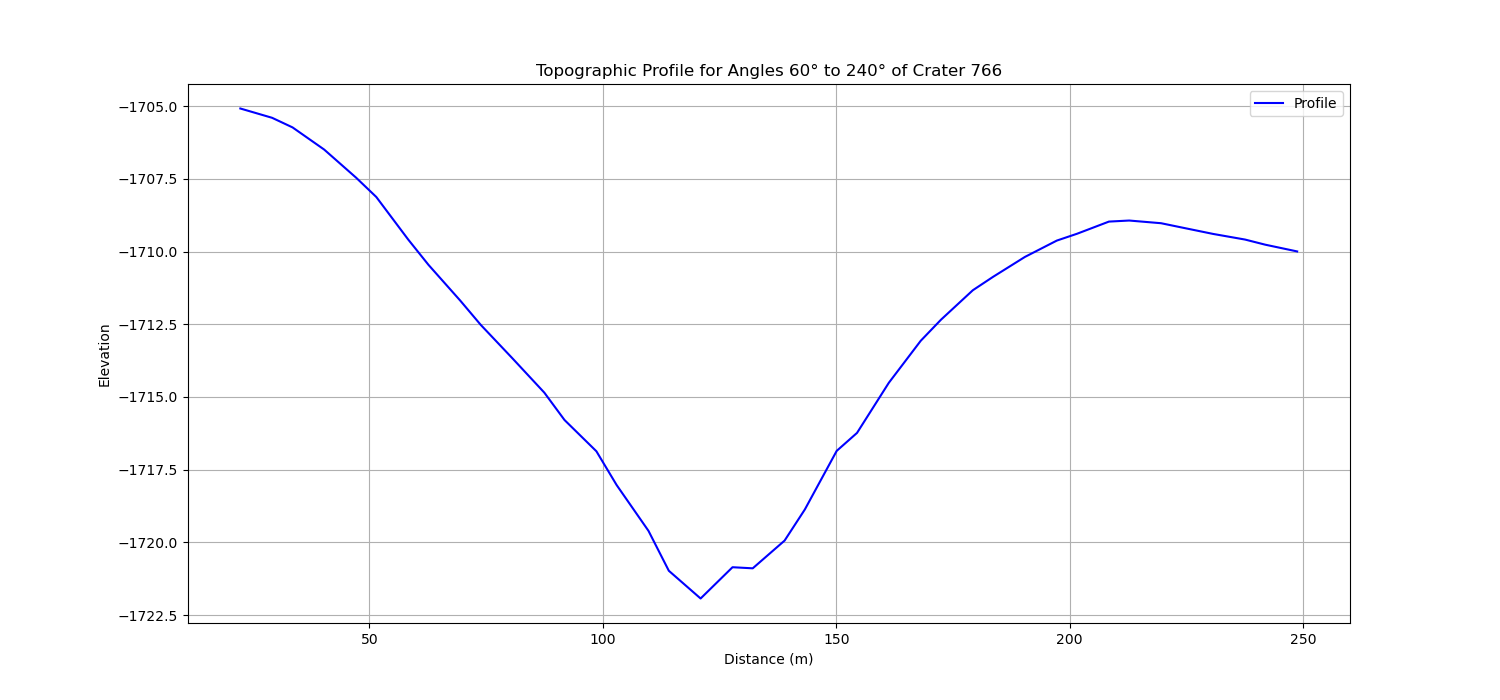 Topographic Profile for Angles 60° to 240° of Crater 766
Profile
−1705.0
−1707.5
−1710.0
−1712.5
−1715.0
−1717.5
−1720.0
−1722.5
Elevation
50 100 150 200 250
Distance (m)